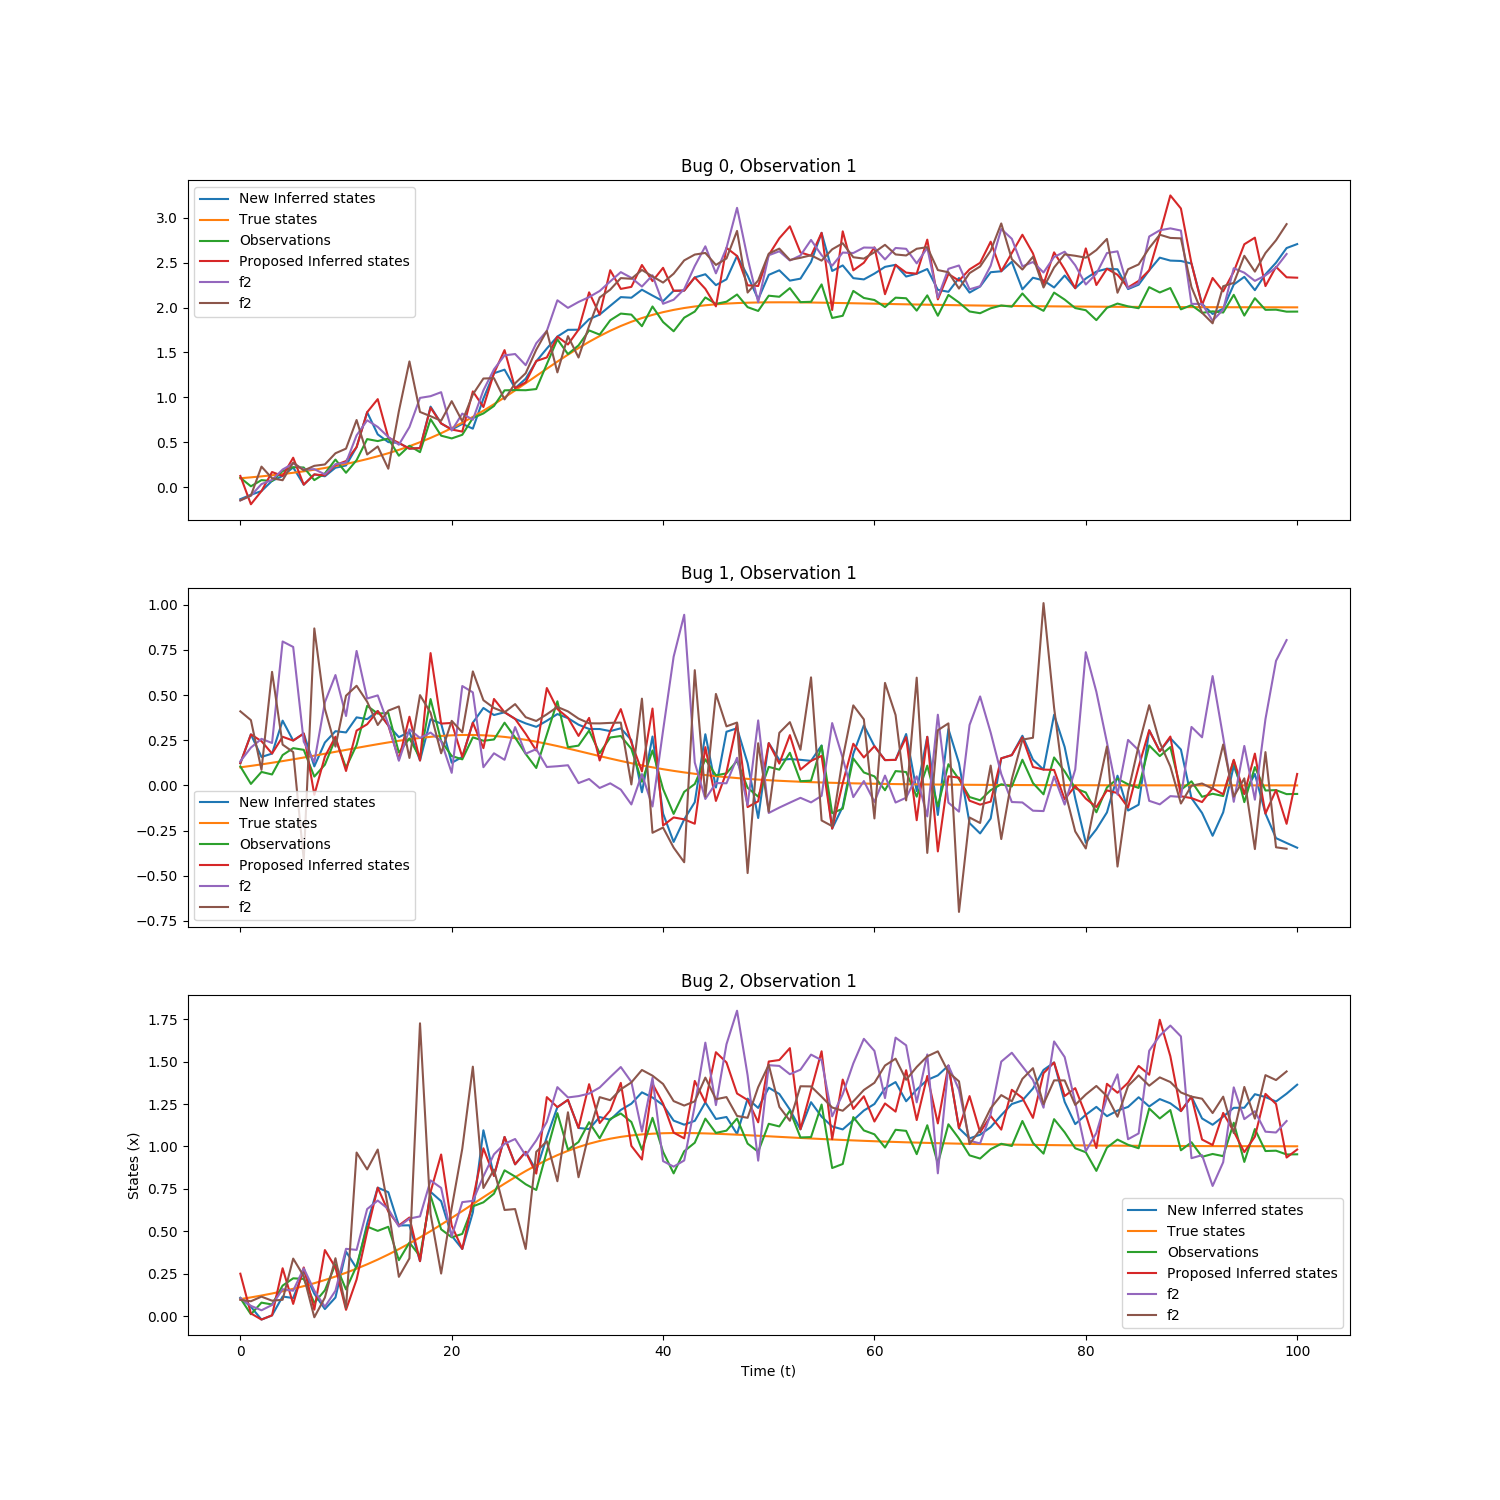 Bug 0, Observation 1
New Inferred states
True states
Observations
Proposed Inferred states
f2
f2
3.0
2.5
2.0
1.5
1.0
0.5
0.0
Bug 1, Observation 1
1.00
0.75
0.50
0.25
0.00
−0.25
−0.50
−0.75
New Inferred states
True states
Observations
Proposed Inferred states
f2
f2
Bug 2, Observation 1
States (x)
1.75
1.50
1.25
1.00
0.75
0.50
0.25
0.00
New Inferred states
True states
Observations
Proposed Inferred states
f2
f2
0 20 40 60 80 100
Time (t)